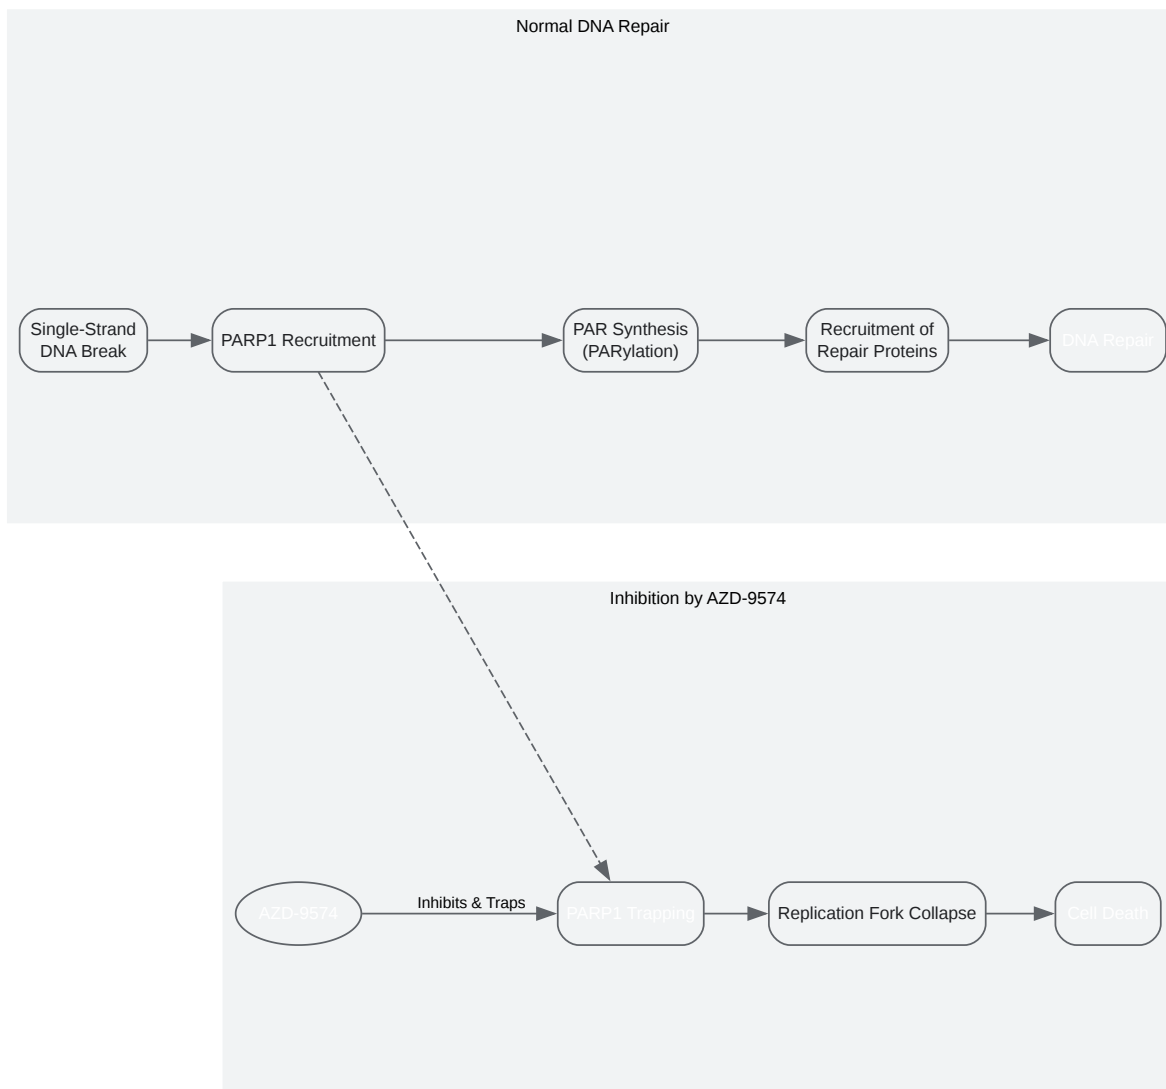 Normal DNA Repair
Single-Strand
DNA Break
PARP1 Recruitment
PAR Synthesis
(PARylation)
Recruitment of
Repair Proteins
DNA Repair
Inhibition by AZD-9574
AZD-9574
Inhibits & Traps
PARP1 Trapping
Replication Fork Collapse
Cell Death